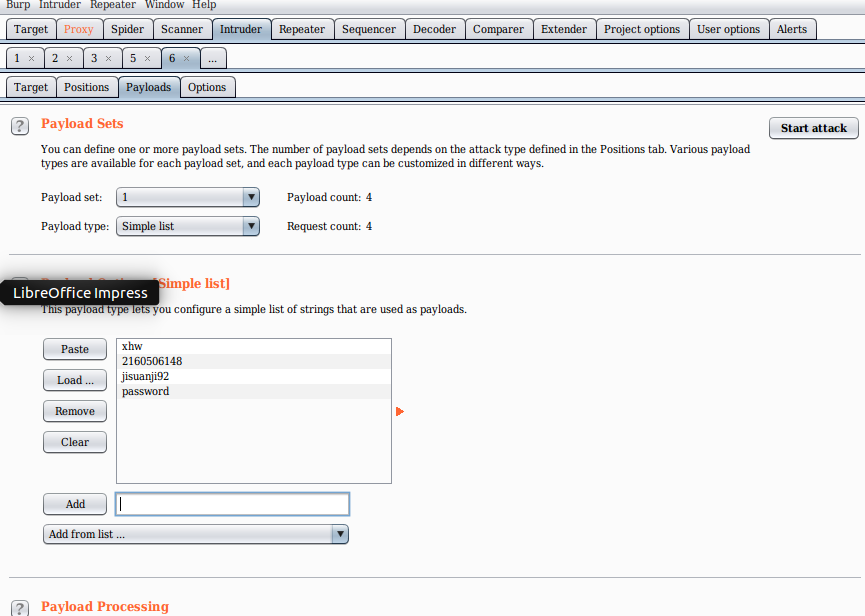 Burp Intruder Repeater Window Help
Target Proxy Spider Scanner Intruder Repeater Sequencer Decoder Comparer Extender Project options User options Alerts
1 × 2 × 3 × 5 × 6 × ...
Target Positions Payloads Options
? Payload Sets
Start attack
You can define one or more payload sets. The number of payload sets depends on the attack type defined in the Positions tab. Various payload
types are available for each payload set, and each payload type can be customized in different ways.
Payload set: 1 Payload count: 4
Payload type: Simple list Request count: 4
[Simple list]
LibreOffice Impress
This payload type lets you configure a simple list of strings that are used as payloads.
Paste
Load ...
Remove
Clear
xhw
2160506148
jisuanji92
password
Add
Add from list ...
? Payload Processing